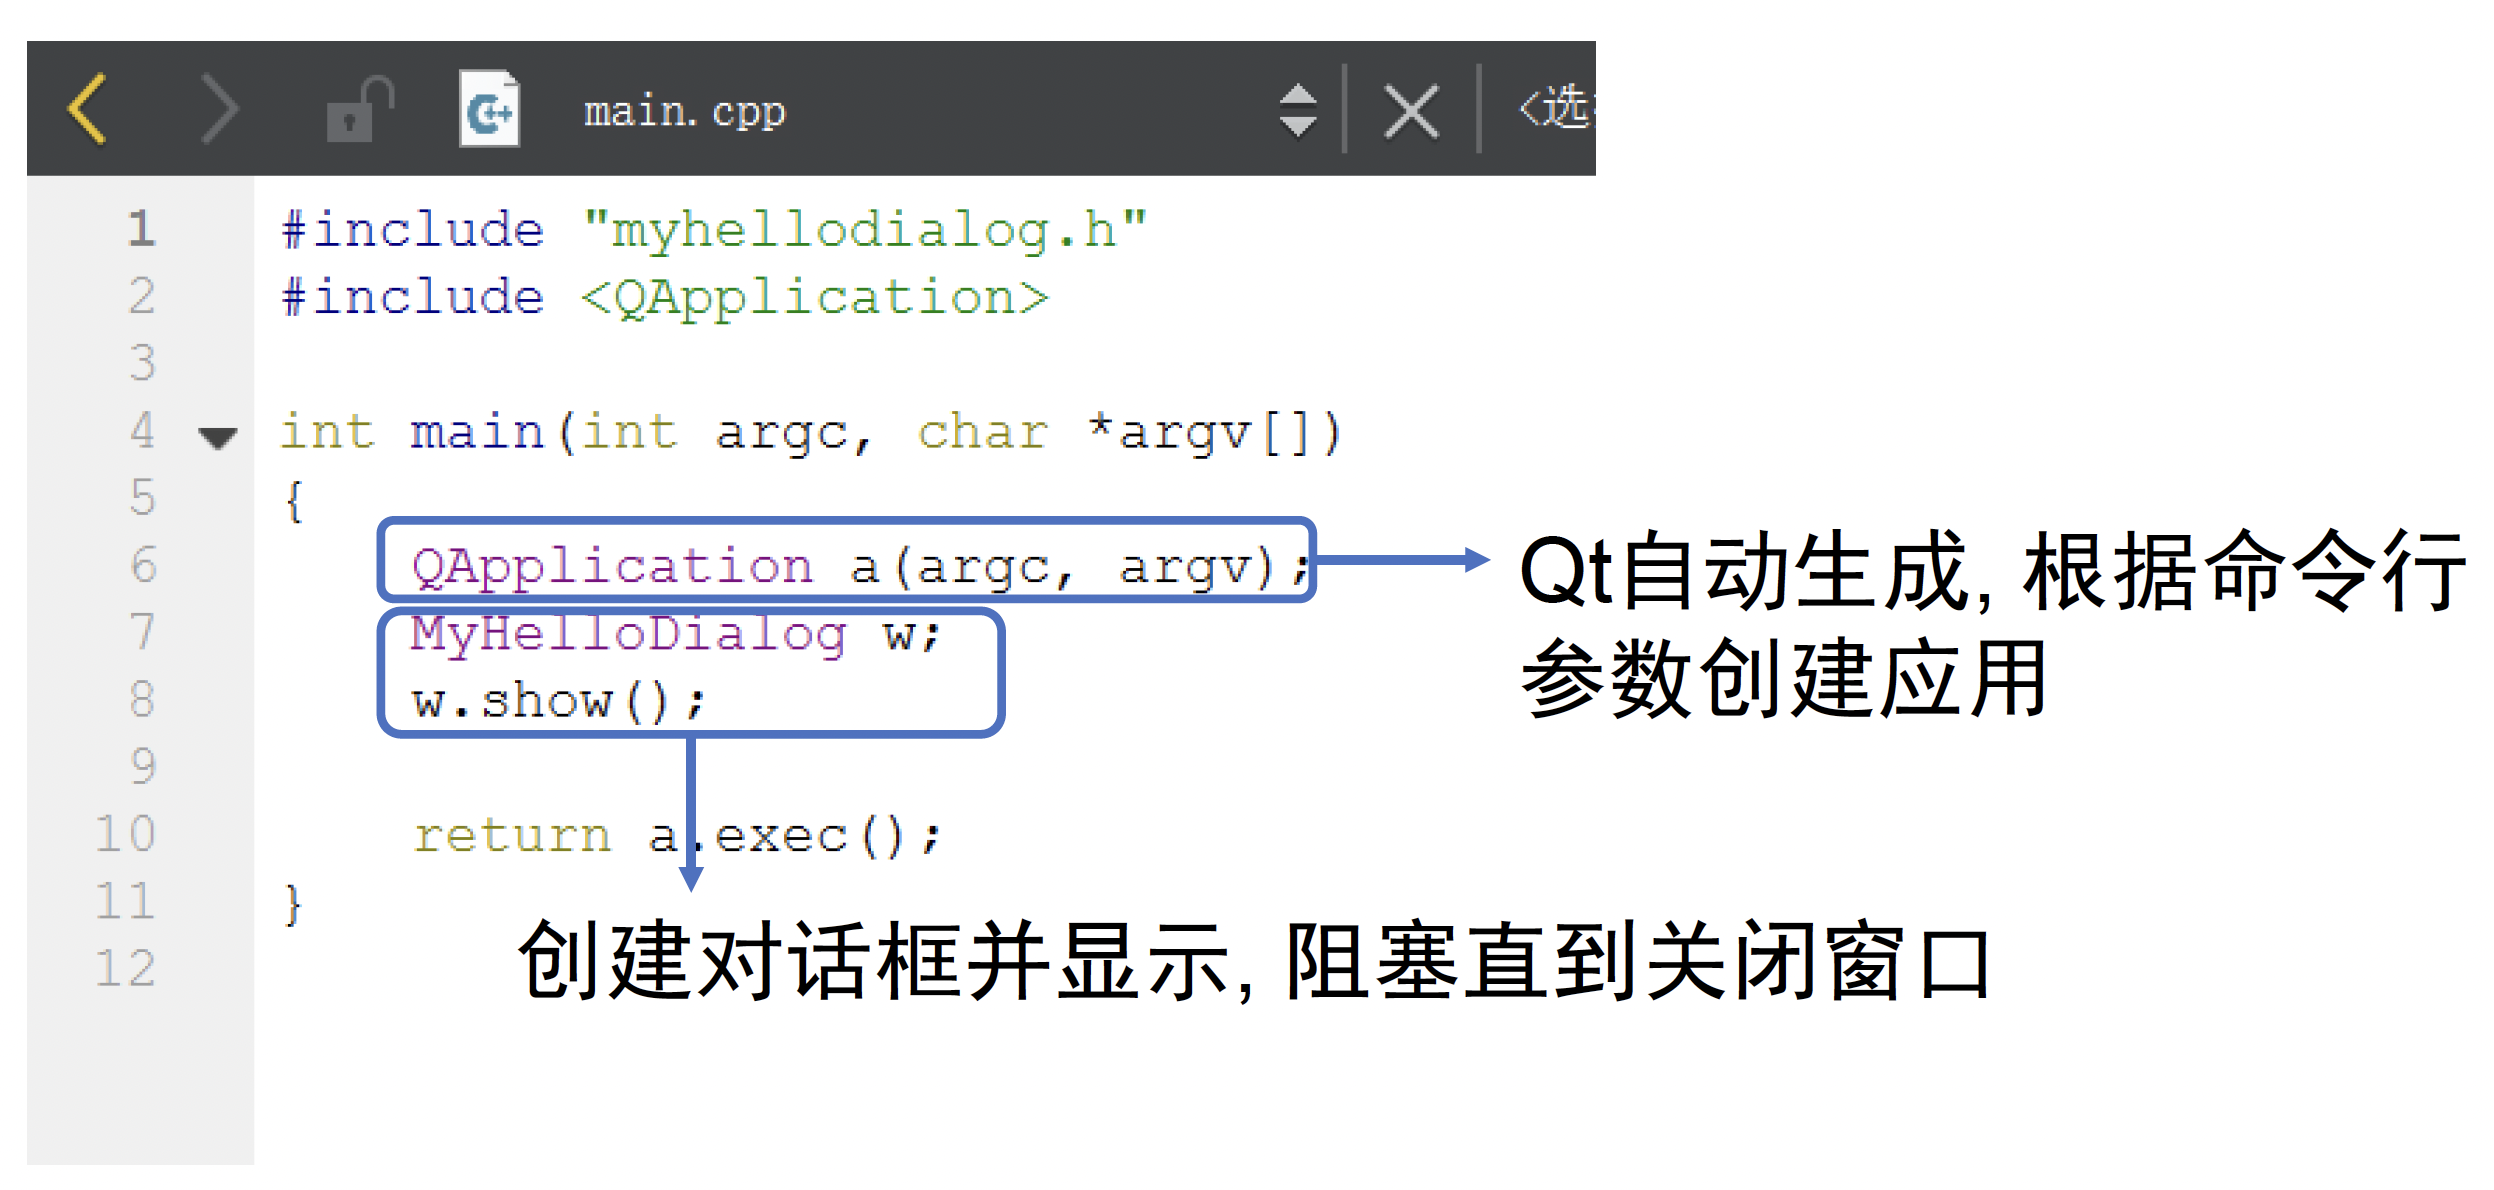 main.cpp
<选
1 #include "myhellodialog.h"
2 #include <QApplication>
3
4 int main(int argc, char *argv[])
5 {
6 QApplication a(argc, argv);
7 MyHelloDialog w;
8 w.show();
9
10 return a.exec();
11 }
12
Qt自动生成, 根据命令行
参数创建应用
创建对话框并显示, 阻塞直到关闭窗口